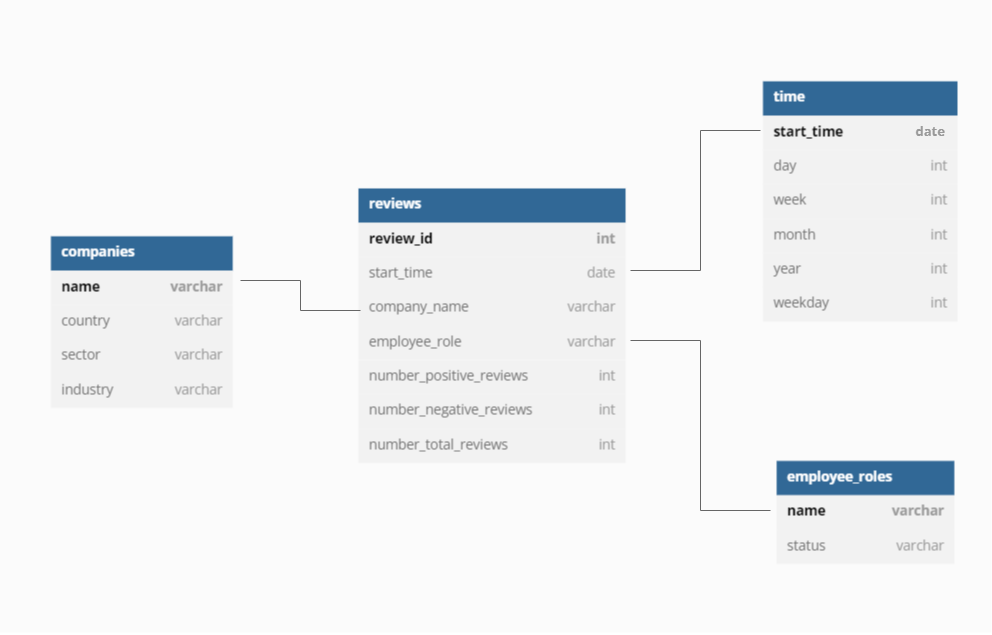 companies
name varchar
country varchar
sector varchar
industry varchar
reviews
review_id int
start_time date
company_name varchar
employee_role varchar
number_positive_reviews int
number_negative_reviews int
number_total_reviews int
time
start_time date
day int
week int
month int
year int
weekday int
employee_roles
name varchar
status varchar